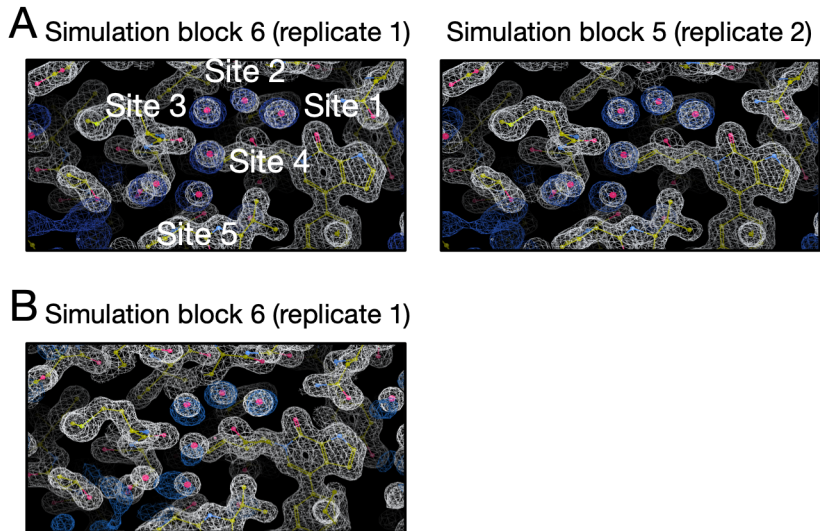 A
Simulation block 6 (replicate 1)
Simulation block 5 (replicate 2)
Site 2
Site 3
Site 1
Site 4
Site 5
B
Simulation block 6 (replicate 1)